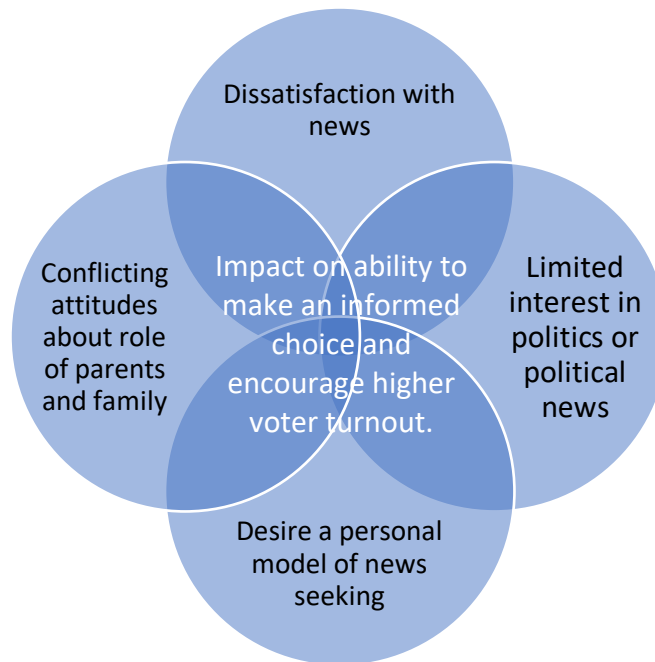 Dissatisfaction with
news
Conflicting
attitudes
about role
of parents
and family
Impact on ability to
make an informed
choice and
encourage higher
voter turnout.
Limited
interest in
politics or
political
news
Desire a personal
model of news
seeking